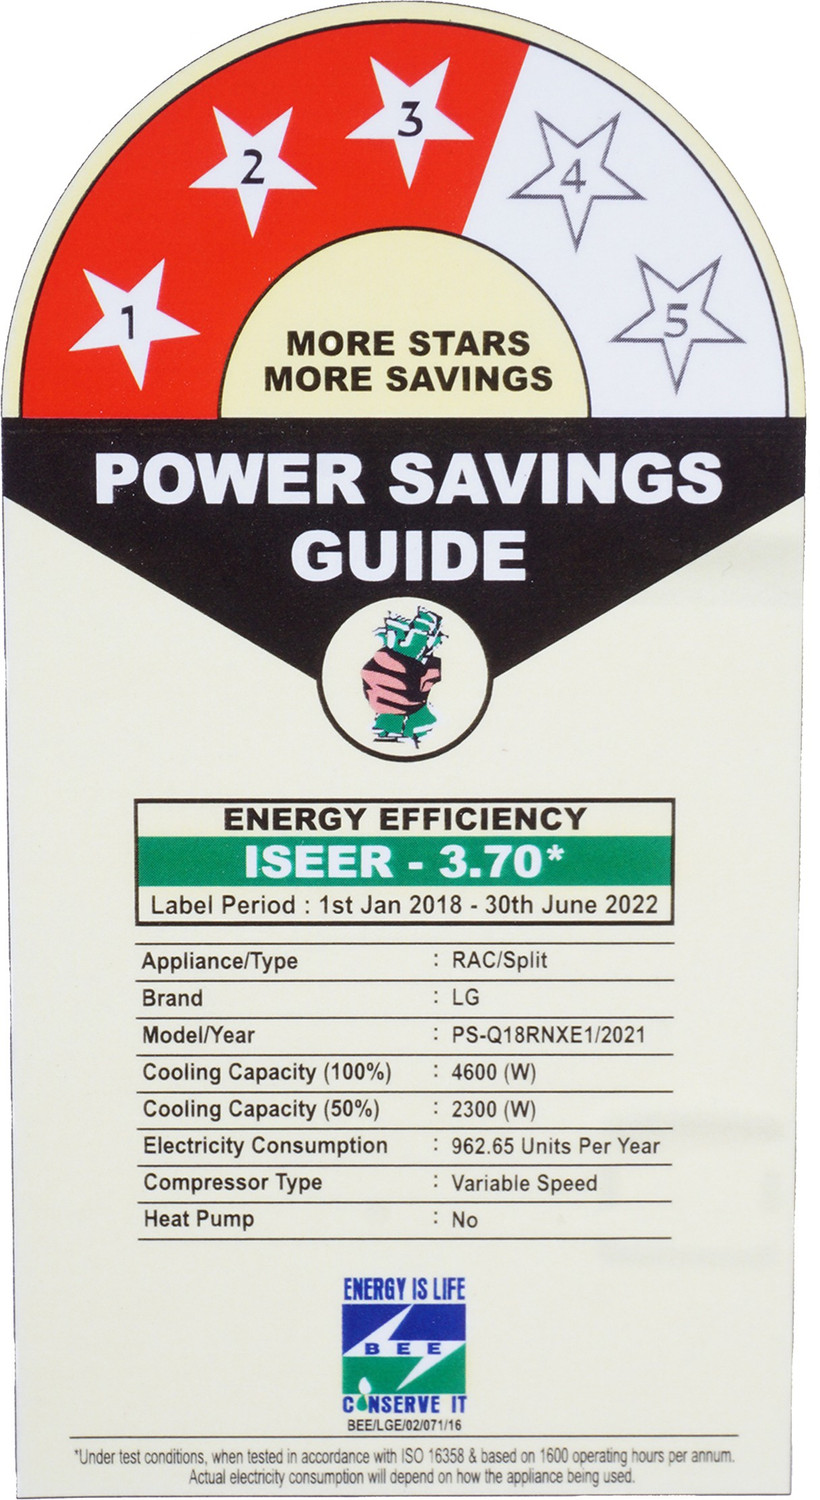 1
2
3
4
5
MORE STARS
MORE SAVINGS
POWER SAVINGS
GUIDE
ENERGY EFFICIENCY
ISEER - 3.70*
Label Period : 1st Jan 2018 - 30th June 2022
Appliance/Type : RAC/Split
Brand : LG
Model/Year : PS-Q18RNXE1/2021
Cooling Capacity (100%) : 4600 (W)
Cooling Capacity (50%) : 2300 (W)
Electricity Consumption : 962.65 Units Per Year
Compressor Type : Variable Speed
Heat Pump : No
ENERGY IS LIFE
BEE
CONSERVE IT
BEE/LGE/02/071/16
*Under test conditions, when tested in accordance with ISO 16358 & based on 1600 operating hours per annum.
Actual electricity consumption will depend on how the appliance being used.